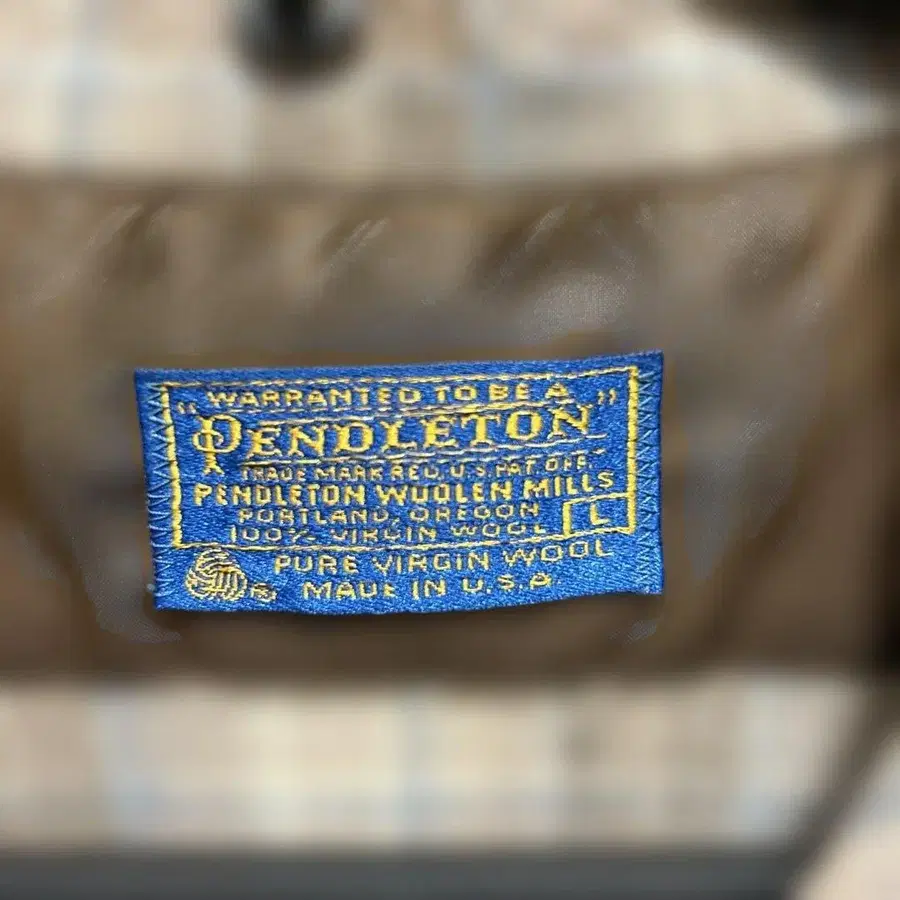 WARRANTED TO BE A
"PENDLETON"
TRADE MARK REG. U.S. PAT. OFF.
PENDLETON WOOLEN MILLS
PORTLAND, OREGON
100% VIRGIN WOOL
L
PURE VIRGIN WOOL
MADE IN U.S.A.